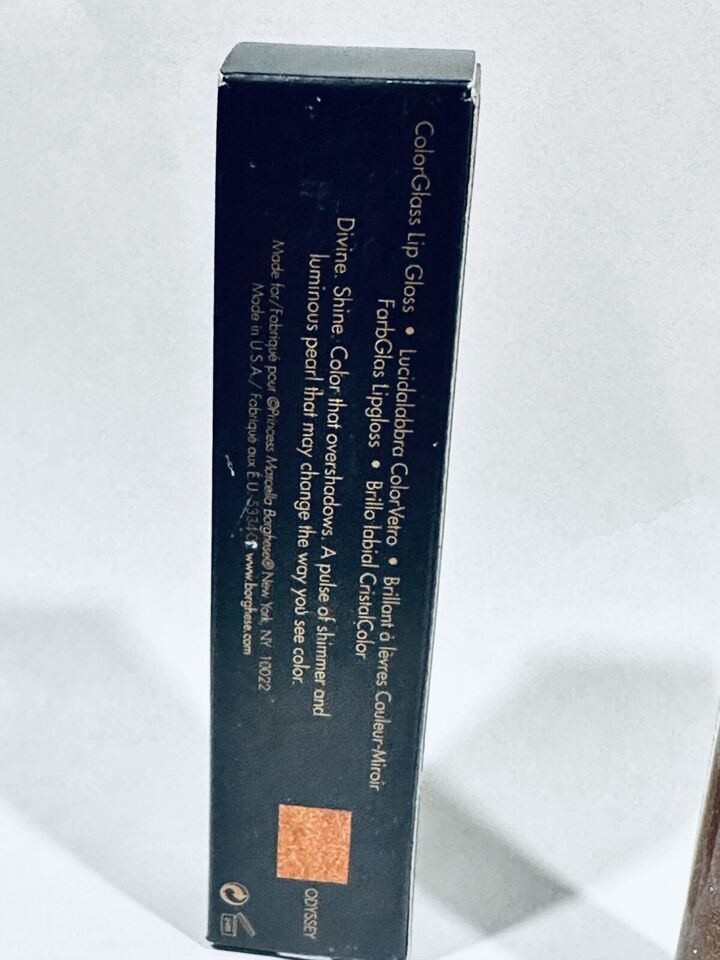 ColorGlass Lip Gloss • Lucidalabbra ColorVetro • Brillant à lèvres Couleur-Miroir
FarbGlas Lipgloss • Brillo labial CristalColor
Divine. Shine. Color that overshadows. A pulse of shimmer and
luminous pearl that may change the way you see color.
Made for/Fabriqué pour ©Princess Marcella Borghese® New York, NY 10022
Made in U.S.A./ Fabriqué aux É.U. www.borghese.com
ODYSSEY